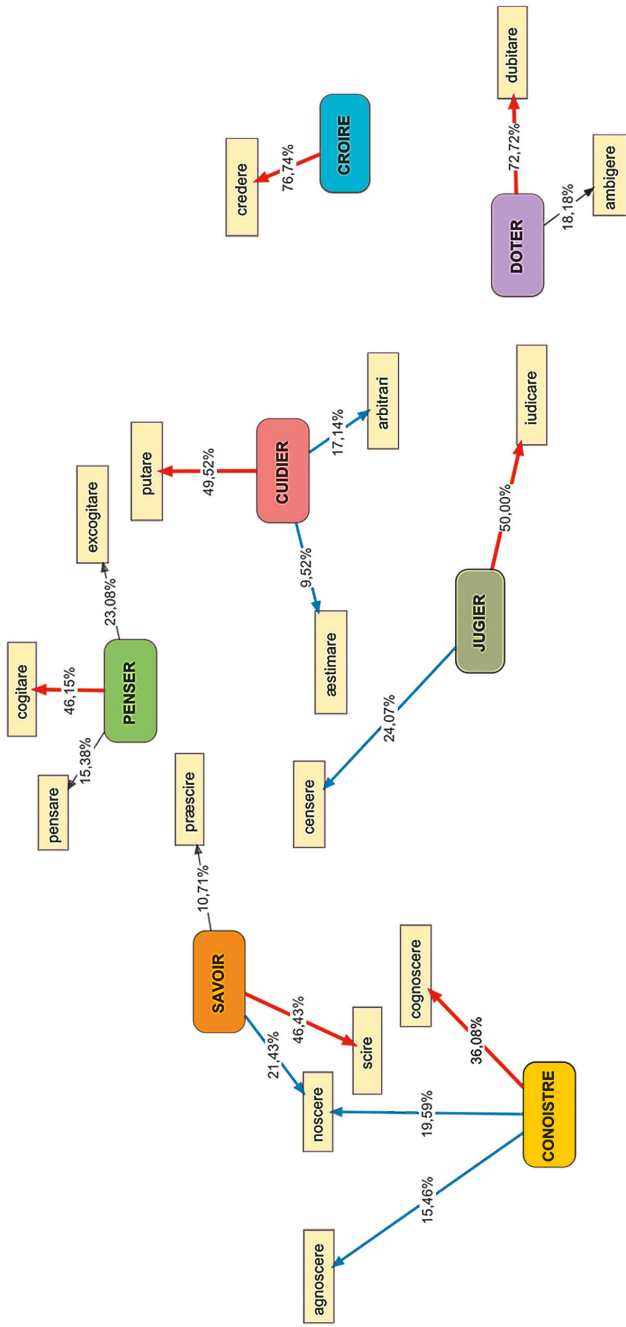 agnoscere
15,46%
CONOISTRE
19,59%
noscere
36,08%
cognoscere
21,43%
SAVOIR
46,43%
scire
10,71%
præscire
pensare
15,38%
PENSER
46,15%
cogitare
23,08%
excogitare
censere
24,07%
JUGIER
50,00%
iudicare
æstimare
9,52%
CUIDIER
49,52%
putare
17,14%
arbitrari
credere
76,74%
CROIRE
DOTER
72,72%
dubitare
18,18%
ambigere